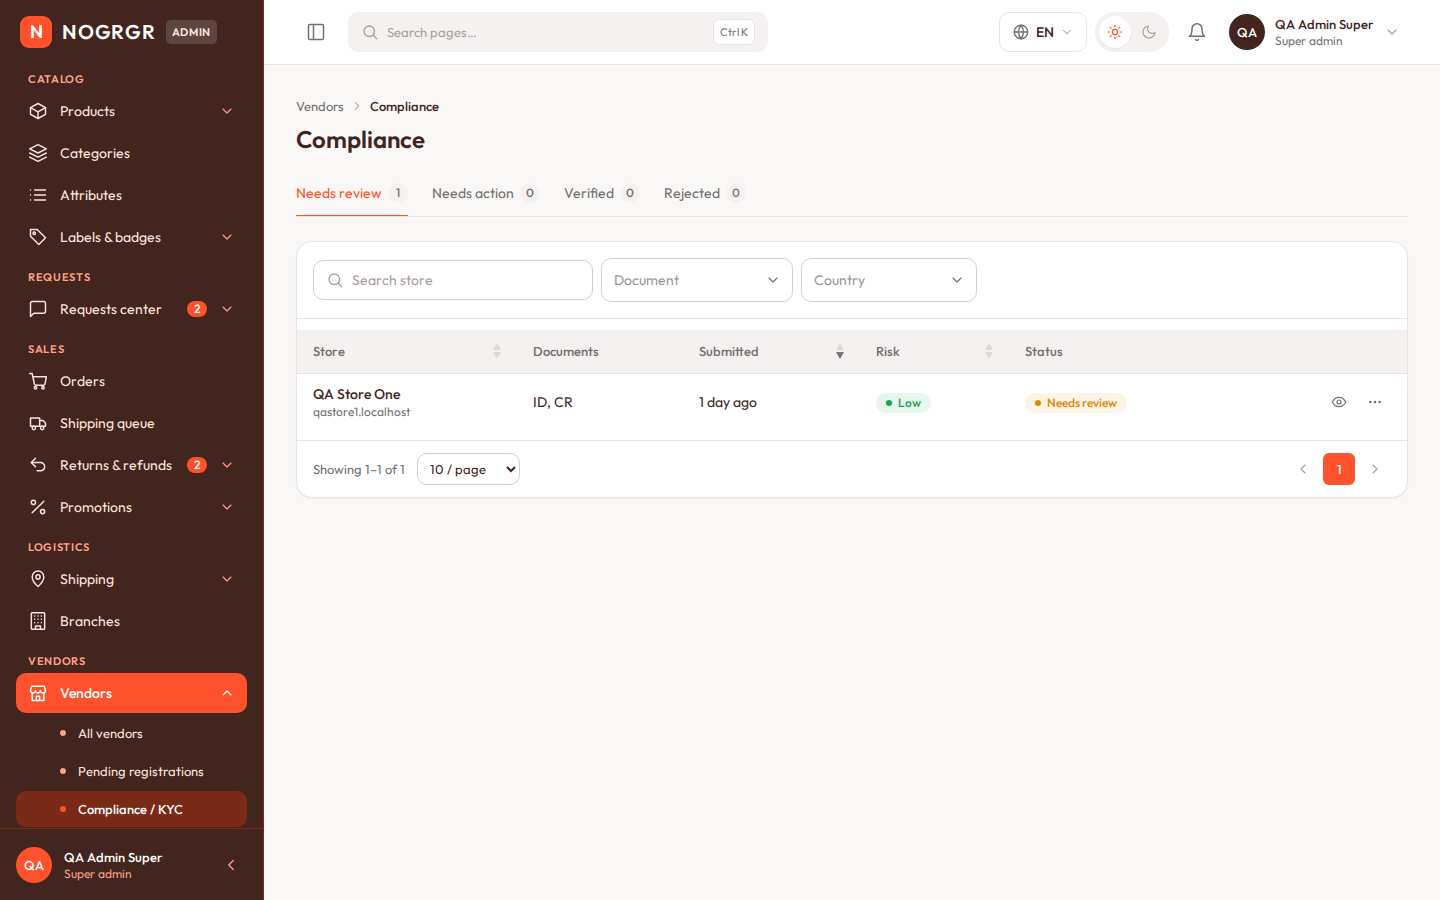 N NOGRGR ADMIN
CATALOG
Products
Categories
Attributes
Labels & badges
REQUESTS
Requests center 2
SALES
Orders
Shipping queue
Returns & refunds 2
Promotions
LOGISTICS
Shipping
Branches
VENDORS
Vendors
All vendors
Pending registrations
Compliance / KYC
QA QA Admin Super
Super admin
Search pages... Ctrl K
EN
QA QA Admin Super
Super admin
Vendors Compliance
Compliance
Needs review 1 Needs action 0 Verified 0 Rejected 0
Search store Document Country
Store Documents Submitted Risk Status
QA Store One
qastore1.localhost
ID, CR 1 day ago Low Needs review
Showing 1–1 of 1 10 / page 1